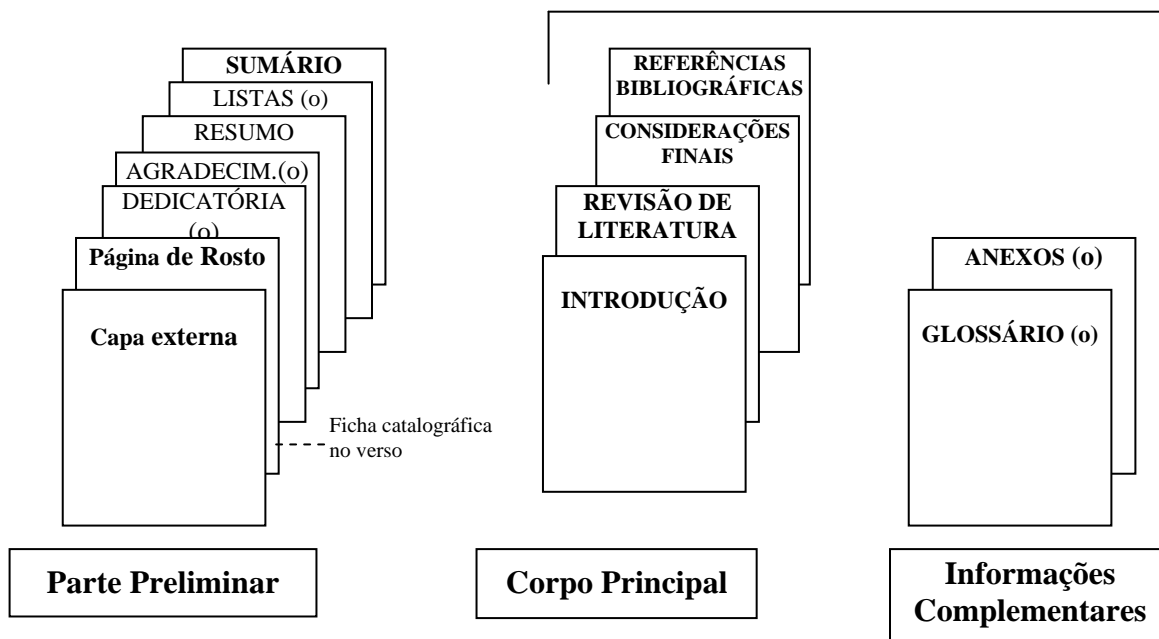 SUMÁRIO
LISTAS (o)
RESUMO
AGRADECIM.(o)
DEDICATÓRIA
(o)
Página de Rosto
Capa externa
Ficha catalográfica
no verso
Parte Preliminar
REFERÊNCIAS
BIBLIOGRÁFICAS
CONSIDERAÇÕES
FINAIS
REVISÃO DE
LITERATURA
INTRODUÇÃO
Corpo Principal
ANEXOS (o)
GLOSSÁRIO (o)
Informações
Complementares